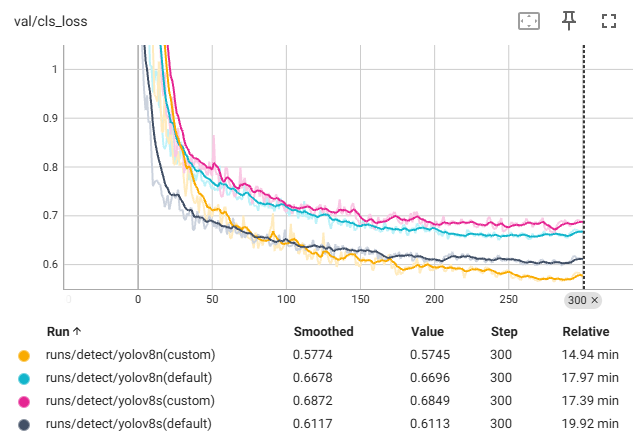 val/cls_loss
1
0.9
0.8
0.7
0.6
0 0 50 100 150 200 250 300 ×
Run ↑ Smoothed Value Step Relative
runs/detect/yolov8n(custom) 0.5774 0.5745 300 14.94 min
runs/detect/yolov8n(default) 0.6678 0.6696 300 17.97 min
runs/detect/yolov8s(custom) 0.6872 0.6849 300 17.39 min
runs/detect/yolov8s(default) 0.6117 0.6113 300 19.92 min